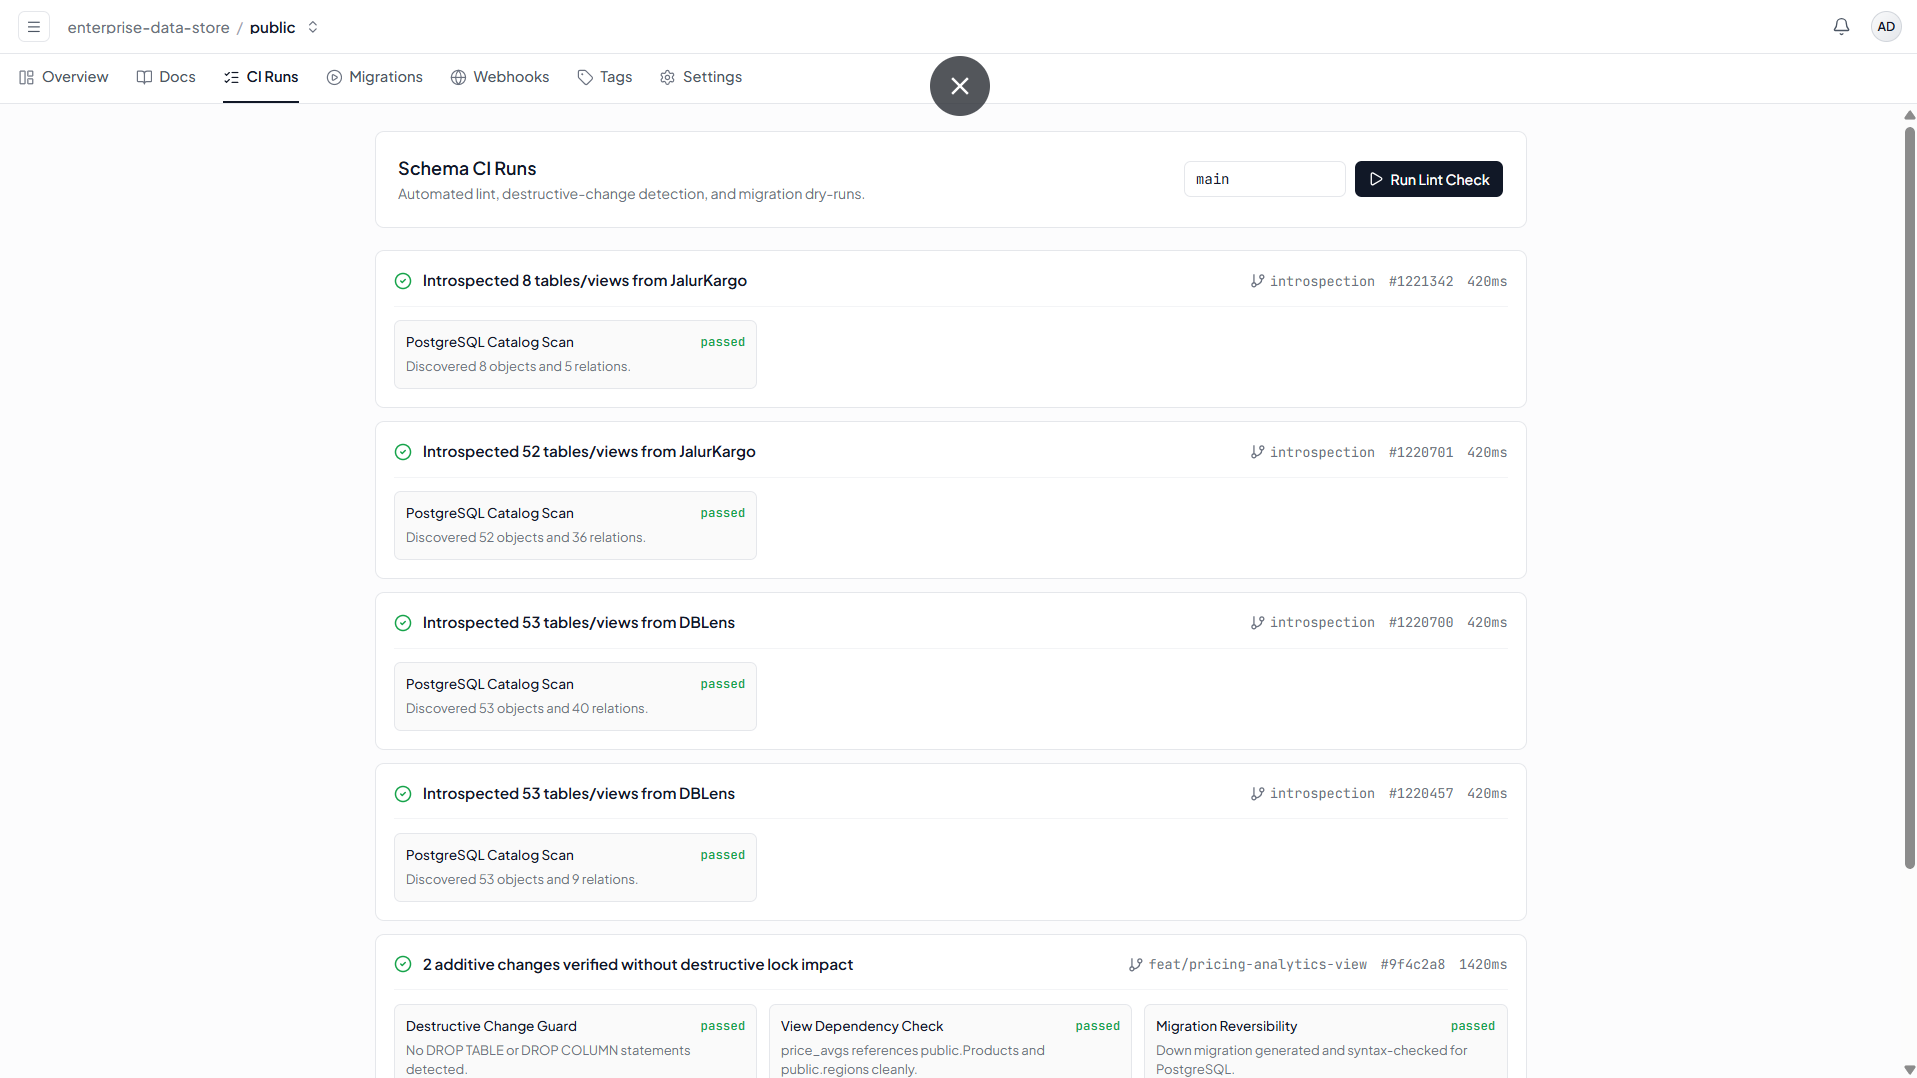 enterprise-data-store / public
AD
Overview
Docs
CI Runs
Migrations
Webhooks
Tags
Settings
Schema CI Runs
Automated lint, destructive-change detection, and migration dry-runs.
main
Run Lint Check
Introspected 8 tables/views from JalurKargo
introspection #1221342 420ms
PostgreSQL Catalog Scan passed
Discovered 8 objects and 5 relations.
Introspected 52 tables/views from JalurKargo
introspection #1220701 420ms
PostgreSQL Catalog Scan passed
Discovered 52 objects and 36 relations.
Introspected 53 tables/views from DBLens
introspection #1220700 420ms
PostgreSQL Catalog Scan passed
Discovered 53 objects and 40 relations.
Introspected 53 tables/views from DBLens
introspection #1220457 420ms
PostgreSQL Catalog Scan passed
Discovered 53 objects and 9 relations.
2 additive changes verified without destructive lock impact
feat/pricing-analytics-view #9f4c2a8 1420ms
Destructive Change Guard passed
No DROP TABLE or DROP COLUMN statements
detected.
View Dependency Check passed
price_avgs references public.Products and
public.regions cleanly.
Migration Reversibility passed
Down migration generated and syntax-checked for
PostgreSQL.